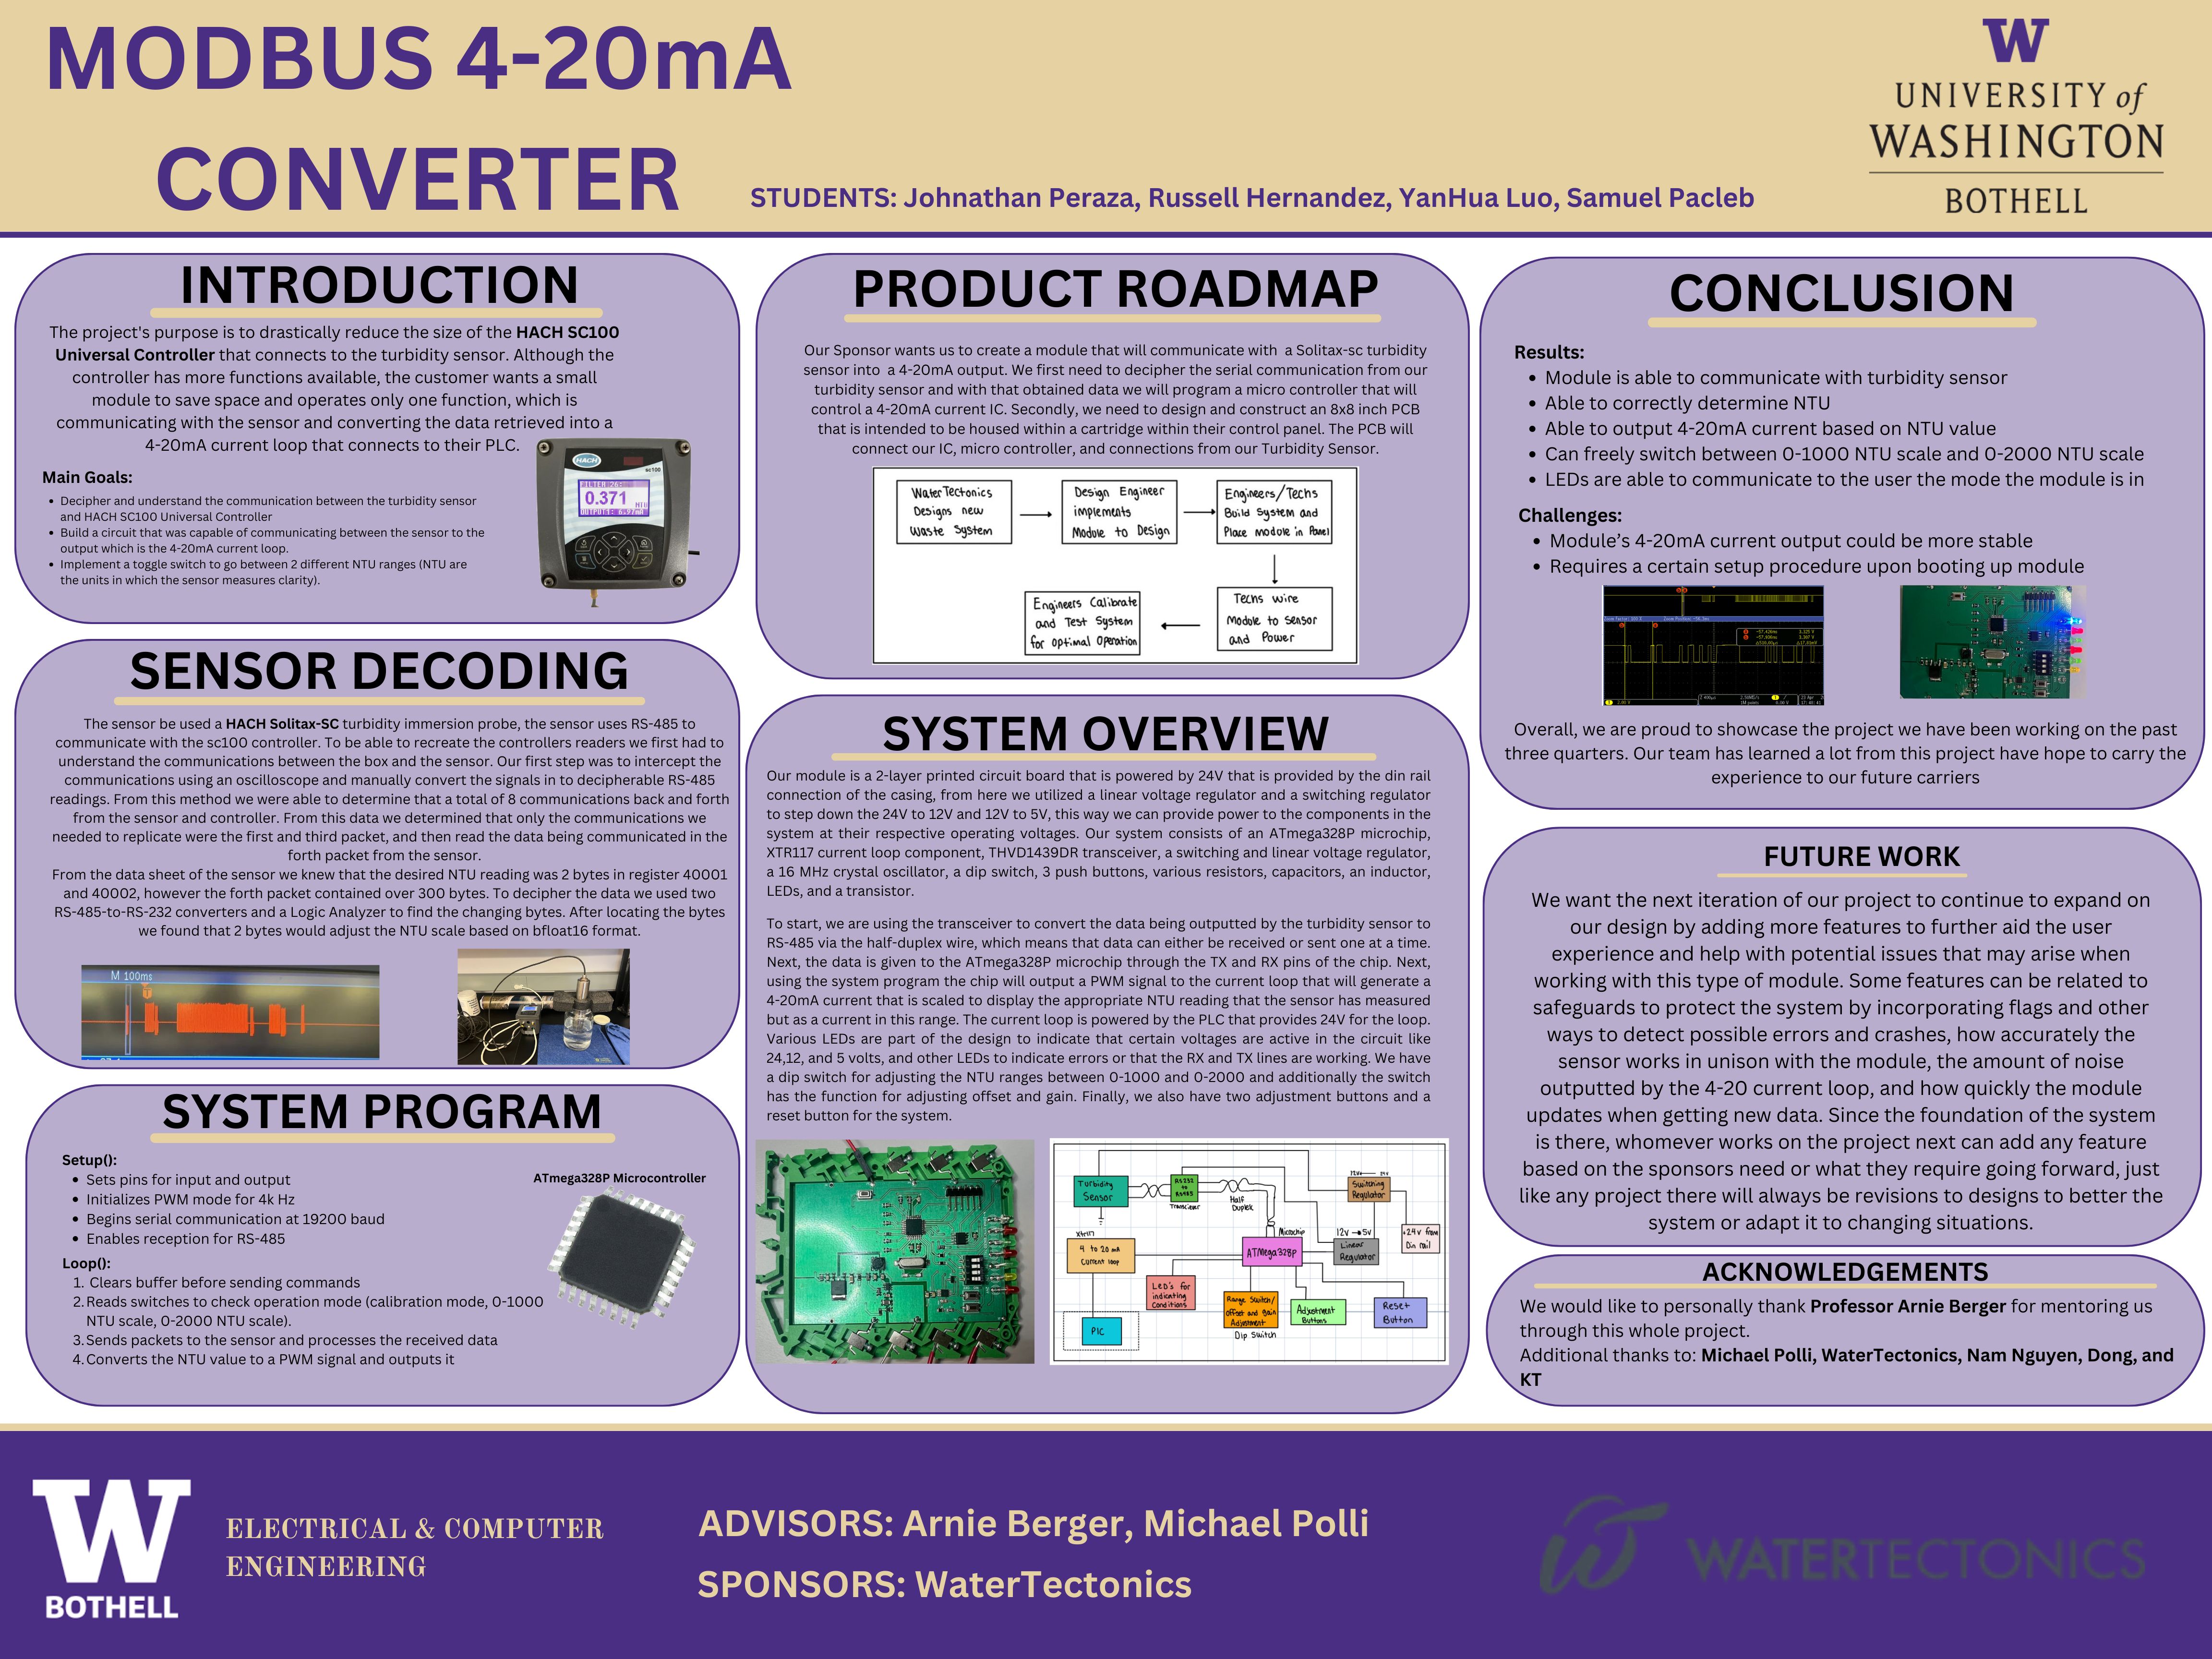 MODBUS 4-20mA
CONVERTER
STUDENTS: Johnathan Peraza, Russell Hernandez, YanHua Luo, Samuel Pacleb
W
UNIVERSITY of
WASHINGTON
BOTHELL
INTRODUCTION
The project's purpose is to drastically reduce the size of the HACH SC100
Universal Controller that connects to the turbidity sensor. Although the
controller has more functions available, the customer wants a small
module to save space and operates only one function, which is
communicating with the sensor and converting the data retrieved into a
4-20mA current loop that connects to their PLC.
Main Goals:
• Decipher and understand the communication between the turbidity sensor
and HACH SC100 Universal Controller
• Build a circuit that was capable of communicating between the sensor to the
output which is the 4-20mA current loop.
• Implement a toggle switch to go between 2 different NTU ranges (NTU are
the units in which the sensor measures clarity).
HACH
sc100
0.371
SENSOR DECODING
The sensor be used a HACH Solitax-SC turbidity immersion probe, the sensor uses RS-485 to
communicate with the sc100 controller. To be able to recreate the controllers readers we first had to
understand the communications between the box and the sensor. Our first step was to intercept the
communications using an oscilloscope and manually convert the signals in to decipherable RS-485
readings. From this method we were able to determine that a total of 8 communications back and forth
from the sensor and controller. From this data we determined that only the communications we
needed to replicate were the first and third packet, and then read the data being communicated in the
forth packet from the sensor.
From the data sheet of the sensor we knew that the desired NTU reading was 2 bytes in register 40001
and 40002, however the forth packet contained over 300 bytes. To decipher the data we used two
RS-485-to-RS-232 converters and a Logic Analyzer to find the changing bytes. After locating the bytes
we found that 2 bytes would adjust the NTU scale based on bfloat16 format.
M 100ms
SYSTEM PROGRAM
Setup():
• Sets pins for input and output
• Initializes PWM mode for 4k Hz
• Begins serial communication at 19200 baud
• Enables reception for RS-485
Loop():
1. Clears buffer before sending commands
2. Reads switches to check operation mode (calibration mode, 0-1000
NTU scale, 0-2000 NTU scale).
3. Sends packets to the sensor and processes the received data
4. Converts the NTU value to a PWM signal and outputs it
ATmega328P Microcontroller
PRODUCT ROADMAP
Our Sponsor wants us to create a module that will communicate with a Solitax-sc turbidity
sensor into a 4-20mA output. We first need to decipher the serial communication from our
turbidity sensor and with that obtained data we will program a micro controller that will
control a 4-20mA current IC. Secondly, we need to design and construct an 8x8 inch PCB
that is intended to be housed within a cartridge within their control panel. The PCB will
connect our IC, micro controller, and connections from our Turbidity Sensor.
WaterTectonics
Designs new
Waste System
Design Engineer
implements
Module to Design
Engineers/Techs
Build System and
Place module in Panel
Techs wire
Module to Sensor
and Power
Engineers Calibrate
and Test System
for optimal operation
SYSTEM OVERVIEW
Our module is a 2-layer printed circuit board that is powered by 24V that is provided by the din rail
connection of the casing, from here we utilized a linear voltage regulator and a switching regulator
to step down the 24V to 12V and 12V to 5V, this way we can provide power to the components in the
system at their respective operating voltages. Our system consists of an ATmega328P microchip,
XTR117 current loop component, THVD1439DR transceiver, a switching and linear voltage regulator,
a 16 MHz crystal oscillator, a dip switch, 3 push buttons, various resistors, capacitors, an inductor,
LEDs, and a transistor.
To start, we are using the transceiver to convert the data being outputted by the turbidity sensor to
RS-485 via the half-duplex wire, which means that data can either be received or sent one at a time.
Next, the data is given to the ATmega328P microchip through the TX and RX pins of the chip. Next,
using the system program the chip will output a PWM signal to the current loop that will generate a
4-20mA current that is scaled to display the appropriate NTU reading that the sensor has measured
but as a current in this range. The current loop is powered by the PLC that provides 24V for the loop.
Various LEDs are part of the design to indicate that certain voltages are active in the circuit like
24,12, and 5 volts, and other LEDs to indicate errors or that the RX and TX lines are working. We have
a dip switch for adjusting the NTU ranges between 0-1000 and 0-2000 and additionally the switch
has the function for adjusting offset and gain. Finally, we also have two adjustment buttons and a
reset button for the system.
Turbidity
Sensor
RS232
to
RS485
Half
Duplex
Switching
Regulator
4 to 20 mA
Current loop
Microchip
ATMega328P
12V → 5V
Linear
Regulator
+24V from
Din rail
LED's for
indicating
Conditions
Range Switch/
offset and gain
Adjustment
Dip Switch
Adjustment
Buttons
Reset
Button
PIC
CONCLUSION
Results:
• Module is able to communicate with turbidity sensor
• Able to correctly determine NTU
• Able to output 4-20mA current based on NTU value
• Can freely switch between 0-1000 NTU scale and 0-2000 NTU scale
• LEDs are able to communicate to the user the mode the module is in
Challenges:
• Module's 4-20mA current output could be more stable
• Requires a certain setup procedure upon booting up module
Overall, we are proud to showcase the project we have been working on the past
three quarters. Our team has learned a lot from this project have hope to carry the
experience to our future carriers
FUTURE WORK
We want the next iteration of our project to continue to expand on
our design by adding more features to further aid the user
experience and help with potential issues that may arise when
working with this type of module. Some features can be related to
safeguards to protect the system by incorporating flags and other
ways to detect possible errors and crashes, how accurately the
sensor works in unison with the module, the amount of noise
outputted by the 4-20 current loop, and how quickly the module
updates when getting new data. Since the foundation of the system
is there, whomever works on the project next can add any feature
based on the sponsors need or what they require going forward, just
like any project there will always be revisions to designs to better the
system or adapt it to changing situations.
ACKNOWLEDGEMENTS
We would like to personally thank Professor Arnie Berger for mentoring us
through this whole project.
Additional thanks to: Michael Polli, WaterTectonics, Nam Nguyen, Dong, and
KT
W
BOTHELL
ELECTRICAL & COMPUTER
ENGINEERING
ADVISORS: Arnie Berger, Michael Polli
SPONSORS: WaterTectonics
WATERTECTONICS